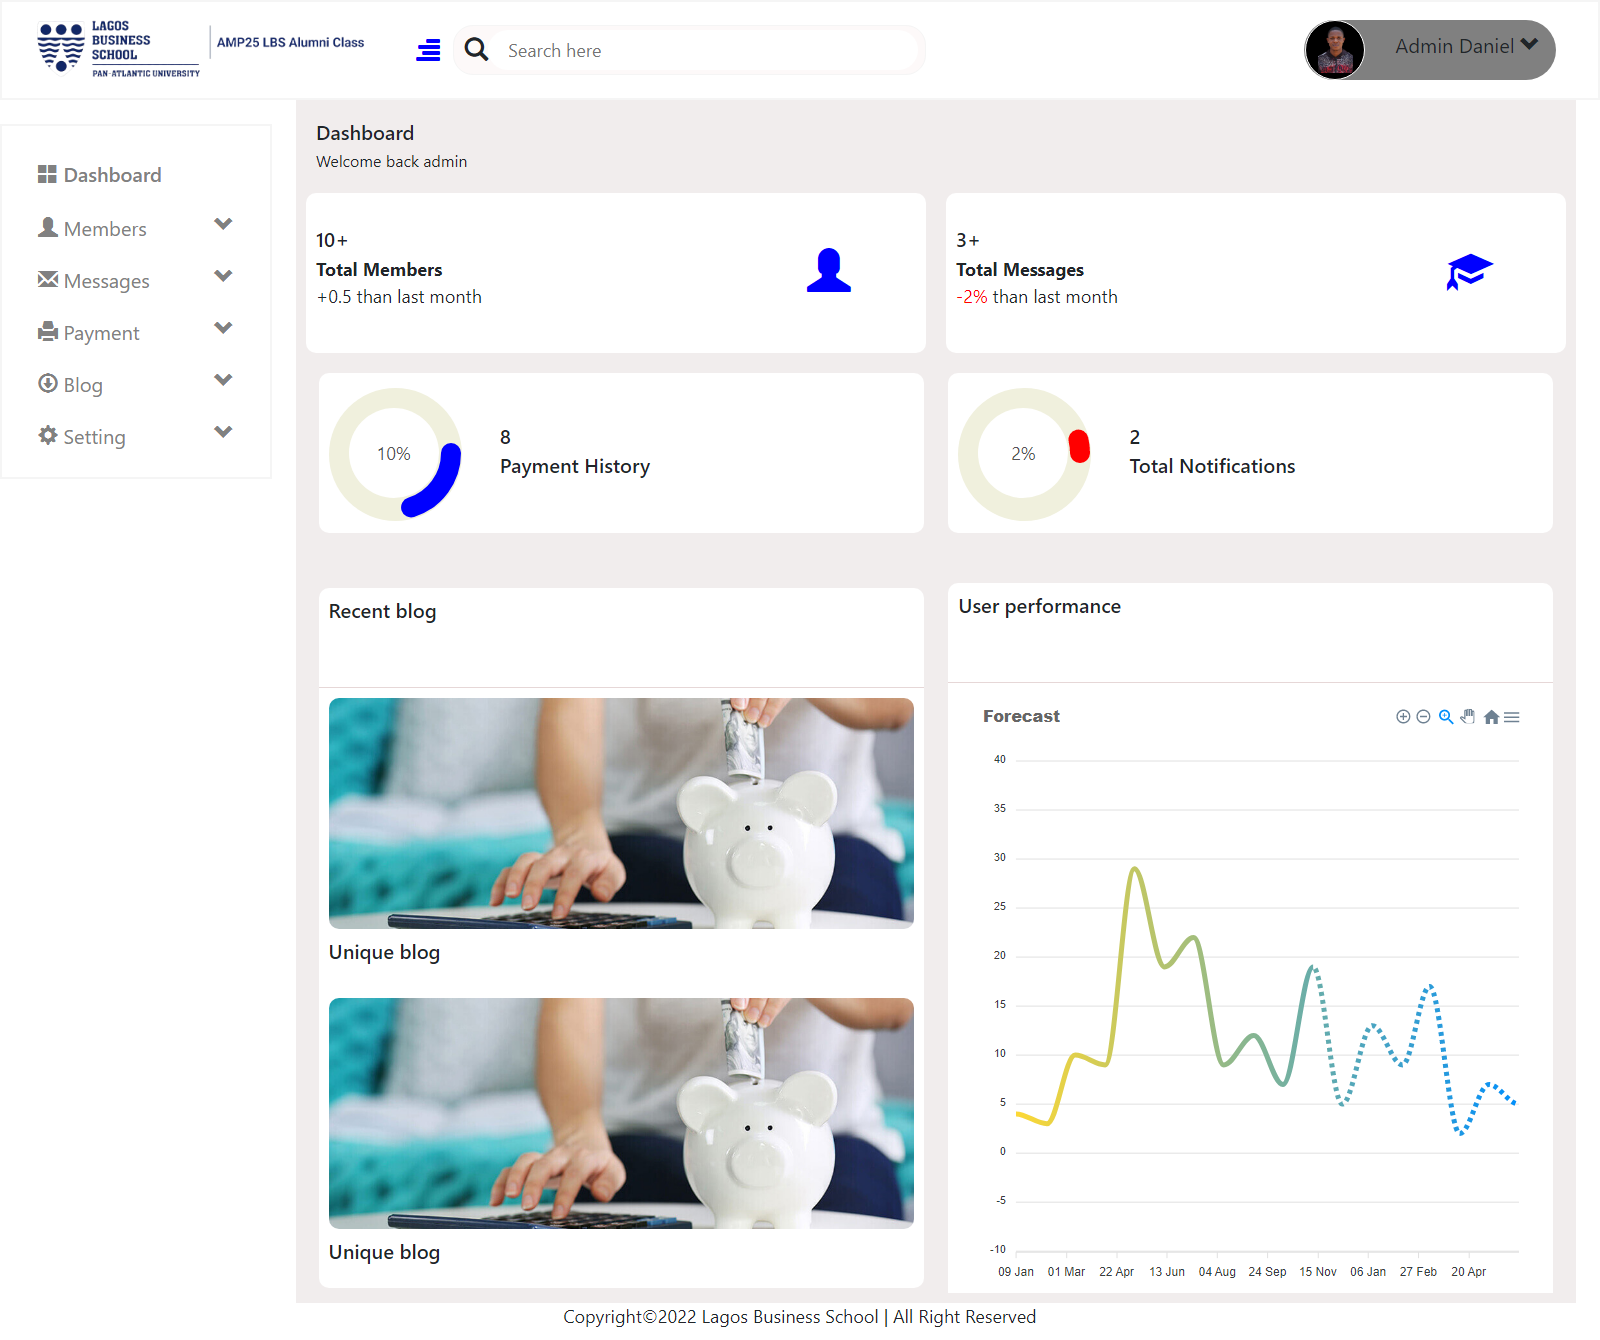 LAGOS
BUSINESS
SCHOOL
PAN-ATLANTIC UNIVERSITY
AMP25 LBS Alumni Class
Search here
Admin Daniel
Dashboard
Members
Messages
Payment
Blog
Setting
Dashboard
Welcome back admin
10+
Total Members
+0.5 than last month
3+
Total Messages
-2% than last month
10%
8
Payment History
2%
2
Total Notifications
Recent blog
Unique blog
Unique blog
User performance
Forecast
40
35
30
25
20
15
10
5
0
-5
-10
09 Jan 01 Mar 22 Apr 13 Jun 04 Aug 24 Sep 15 Nov 06 Jan 27 Feb 20 Apr
Copyright©2022 Lagos Business School | All Right Reserved